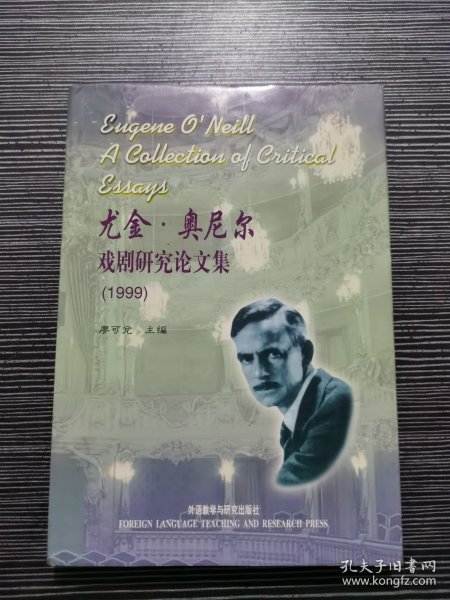 Eugene O'Neill
A Collection of Critical
Essays
尤金·奥尼尔
戏剧研究论文集
(1999)
廖可兑 主编
外语教学与研究出版社
FOREIGN LANGUAGE TEACHING AND RESEARCH PRESS
孔夫子旧书网
www.kongfz.com